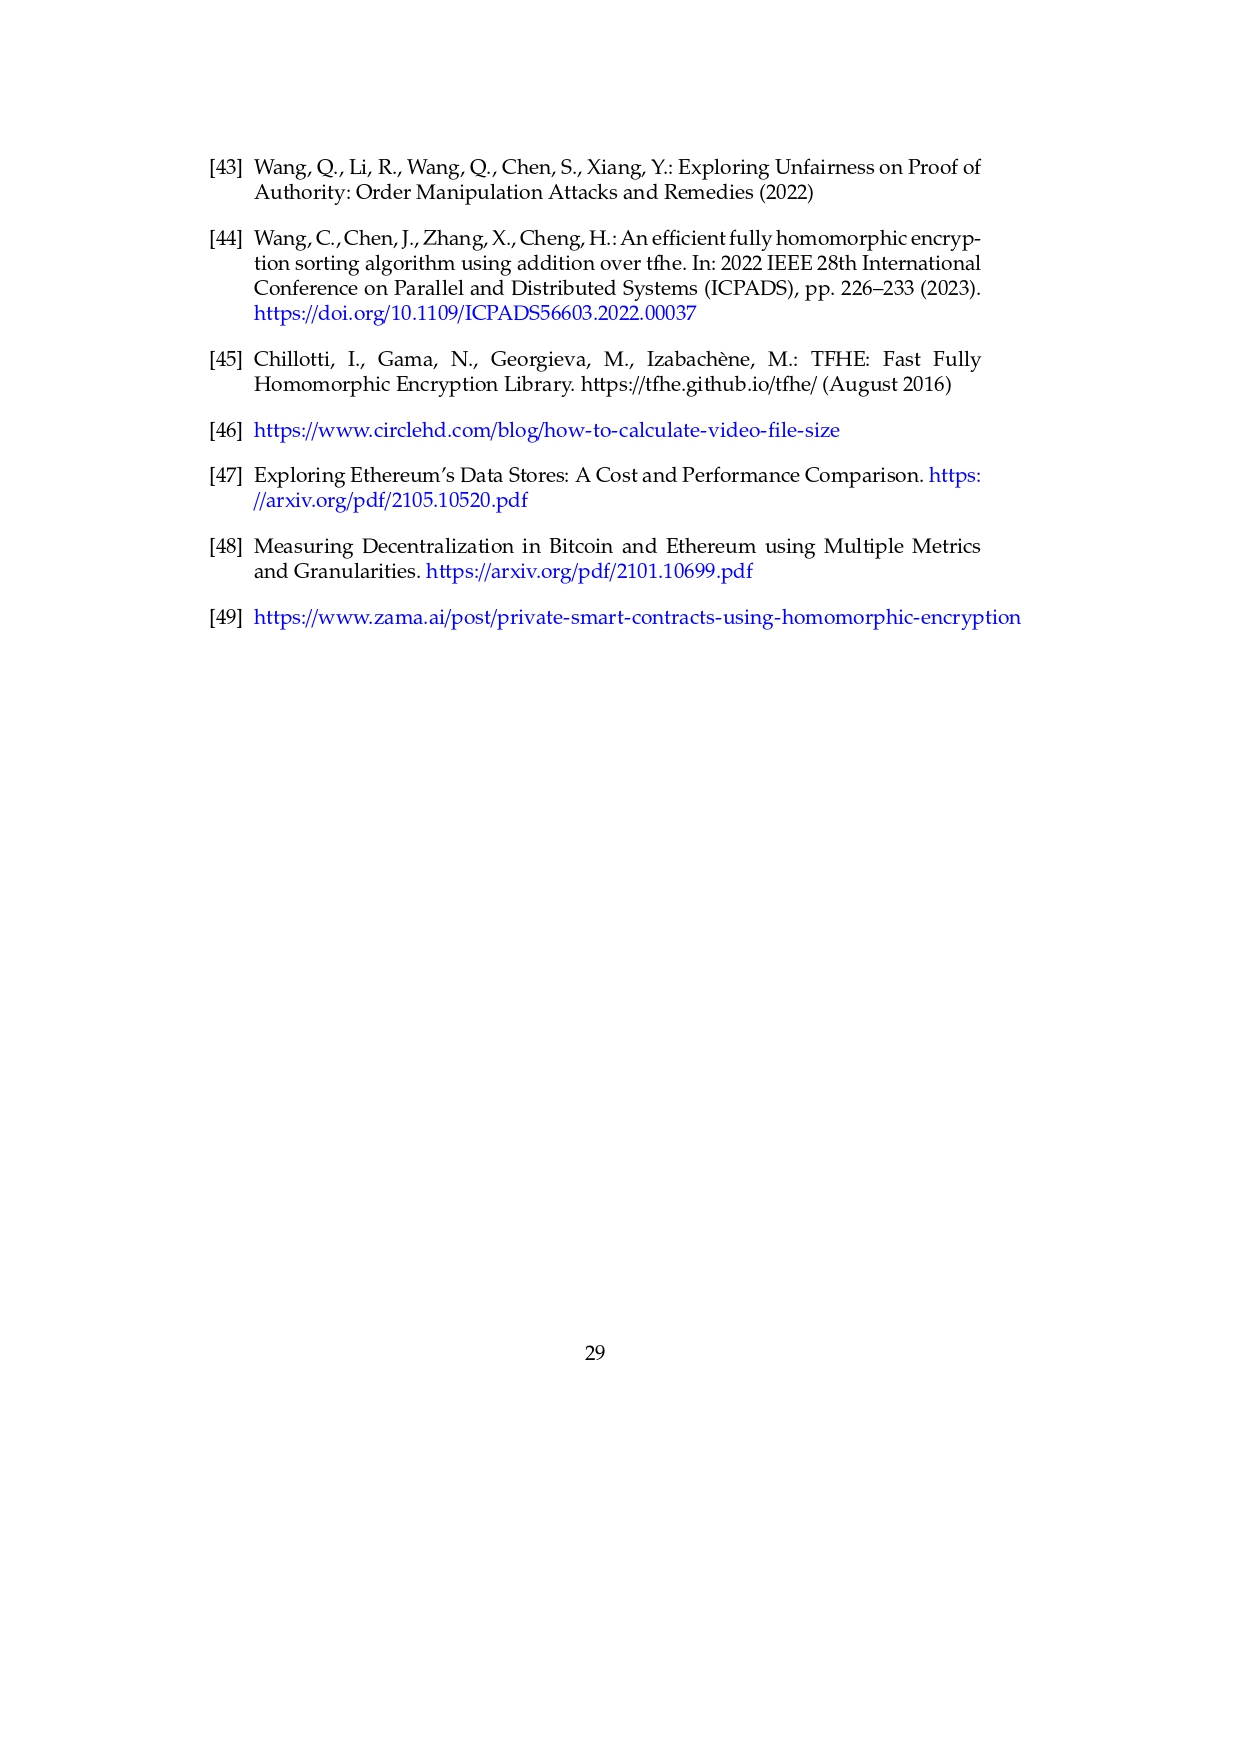 [43] Wang, Q., Li, R., Wang, Q., Chen, S., Xiang, Y.: Exploring Unfairness on Proof of
Authority: Order Manipulation Attacks and Remedies (2022)
[44] Wang, C., Chen, J., Zhang, X., Cheng, H.: An efficient fully homomorphic encryp-
tion sorting algorithm using addition over tfhe. In: 2022 IEEE 28th International
Conference on Parallel and Distributed Systems (ICPADS), pp. 226–233 (2023).
https://doi.org/10.1109/ICPADS56603.2022.00037
[45] Chillotti, I., Gama, N., Georgieva, M., Izabachène, M.: TFHE: Fast Fully
Homomorphic Encryption Library. https://tfhe.github.io/tfhe/ (August 2016)
[46] https://www.circlehd.com/blog/how-to-calculate-video-file-size
[47] Exploring Ethereum’s Data Stores: A Cost and Performance Comparison. https:
//arxiv.org/pdf/2105.10520.pdf
[48] Measuring Decentralization in Bitcoin and Ethereum using Multiple Metrics
and Granularities. https://arxiv.org/pdf/2101.10699.pdf
[49] https://www.zama.ai/post/private-smart-contracts-using-homomorphic-encryption
29